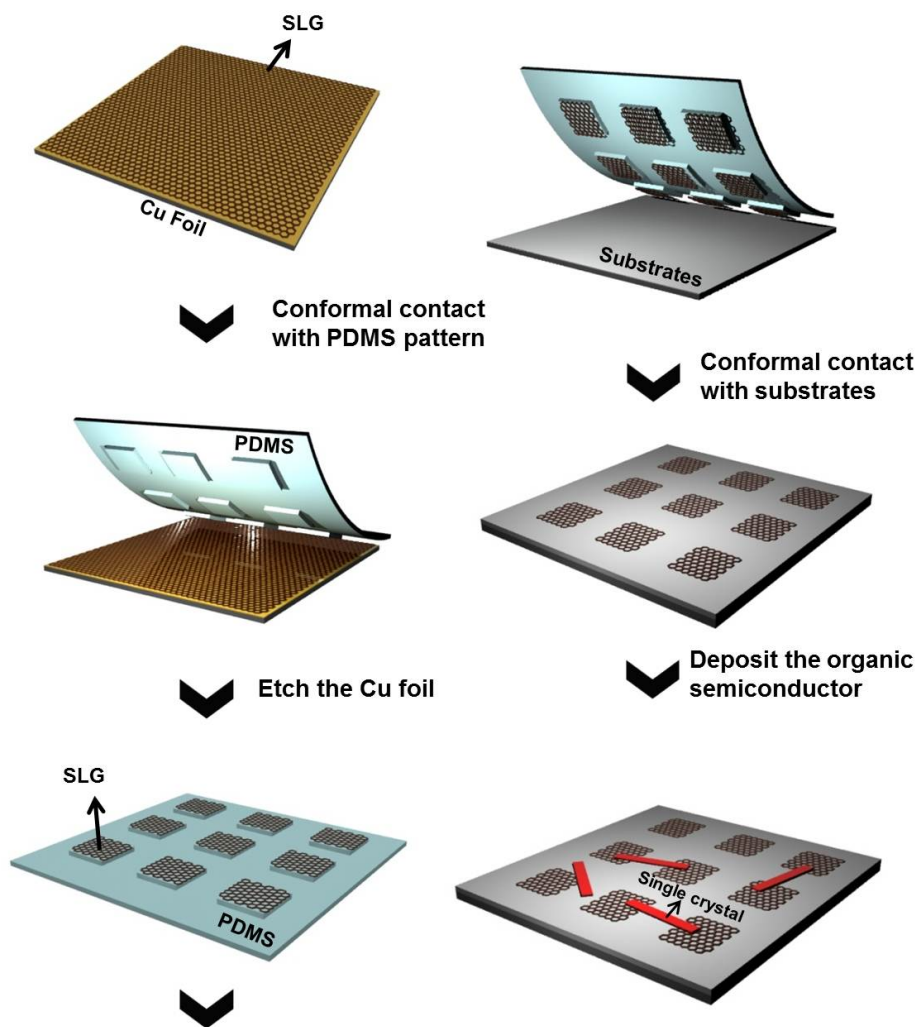 SLG
Cu Foil
Conformal contact
with PDMS pattern
PDMS
Etch the Cu foil
SLG
PDMS
Substrates
Conformal contact
with substrates
Deposit the organic
semiconductor
Single crystal